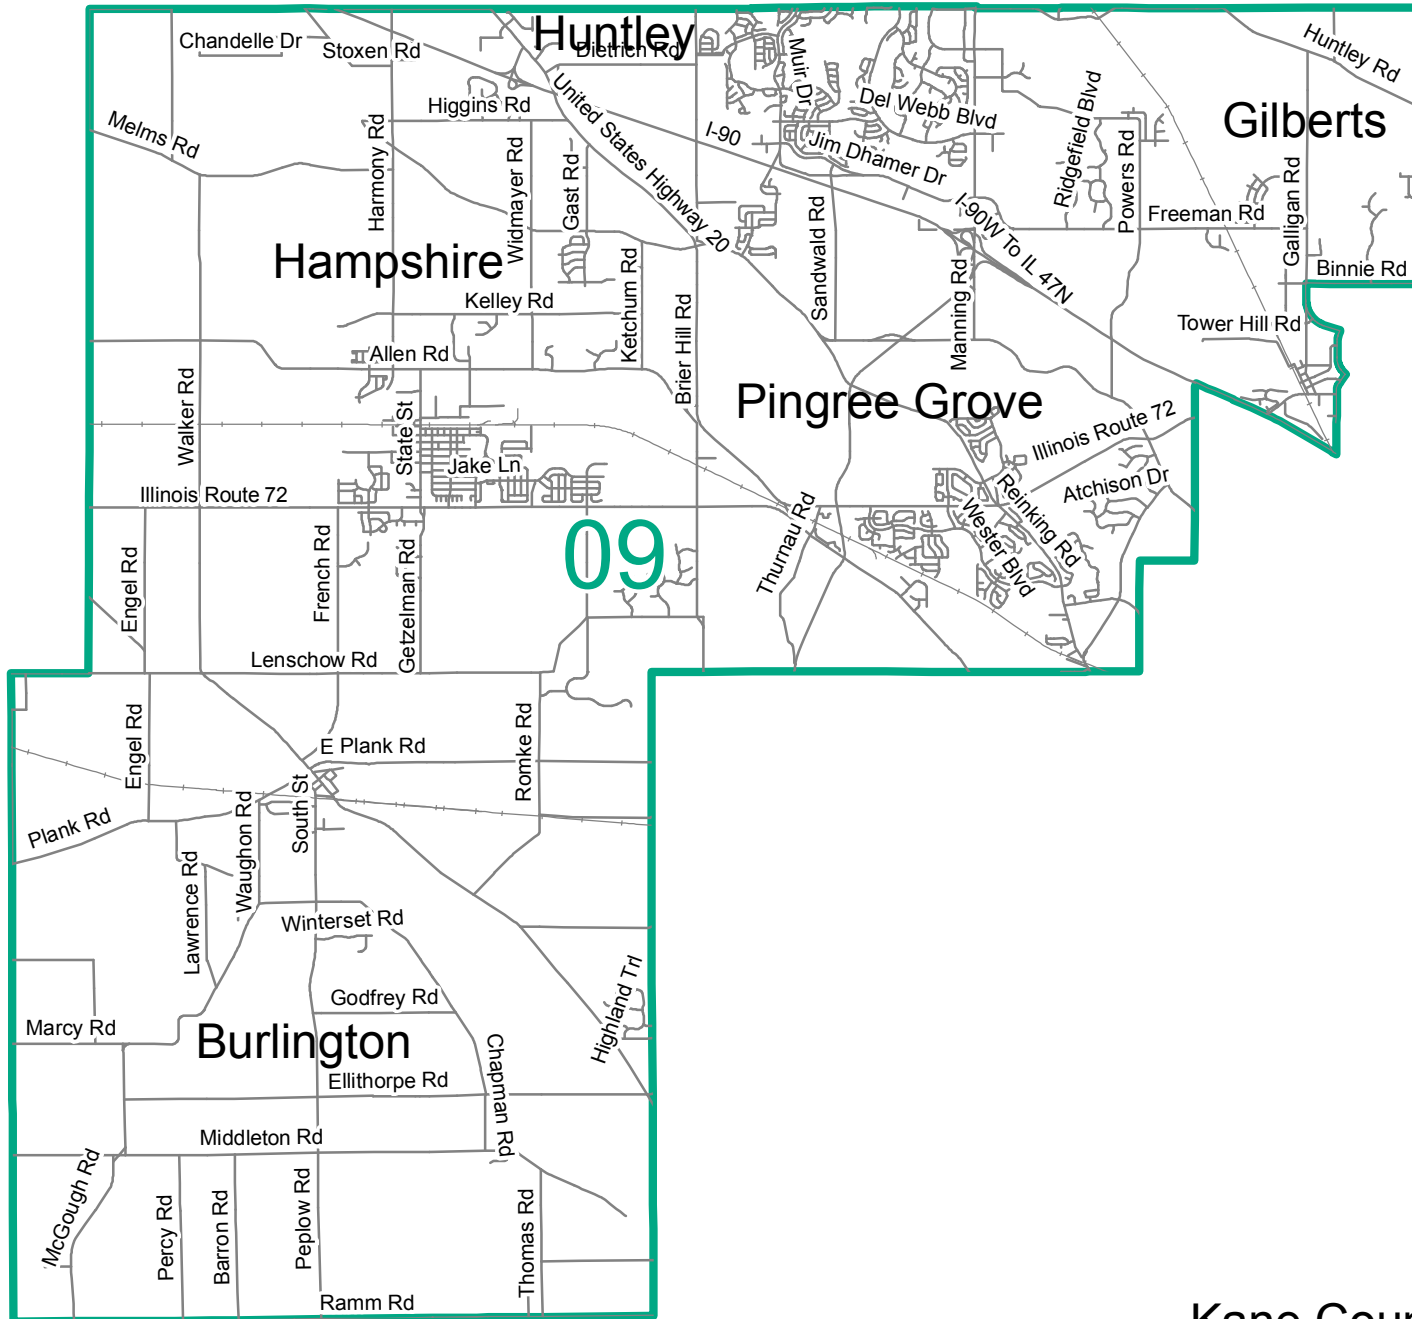 Huntley
Chandelle Dr
Stoxen Rd
Dietrich Rd
Muir Dr
Huntley Rd
Higgins Rd
United States Highway 20
Del Webb Blvd
Ridgefield Blvd
Gilberts
Melms Rd
Harmony Rd
Widmayer Rd
Gast Rd
I-90
Jim Dhamer Dr
Powers Rd
Galligan Rd
Freeman Rd
Hampshire
Sandwald Rd
I-90W To IL 47N
Binnie Rd
Kelley Rd
Ketchum Rd
Brier Hill Rd
Manning Rd
Tower Hill Rd
Allen Rd
Walker Rd
State St
Pingree Grove
Illinois Route 72
Jake Ln
Reinking Rd
Atchison Dr
Illinois Route 72
Thurnau Rd
Wester Blvd
09
Engel Rd
French Rd
Getzelman Rd
Lenschow Rd
Engel Rd
E Plank Rd
Romke Rd
Plank Rd
South St
Waughon Rd
Lawrence Rd
Winterset Rd
Highland Trl
Godfrey Rd
Marcy Rd
Burlington
Chapman Rd
Ellithorpe Rd
Middleton Rd
McGough Rd
Percy Rd
Barron Rd
Peplow Rd
Thomas Rd
Ramm Rd